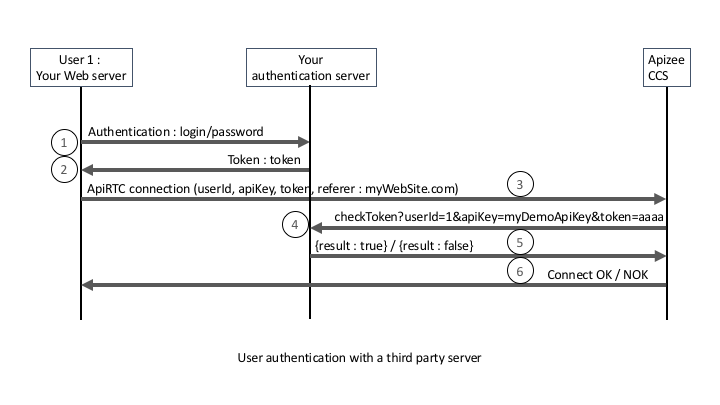 User 1 :
Your Web server
Your
authentication server
Apizee
CCS
1
Authentication : login/password
2
Token : token
ApiRTC connection (userId, apiKey, token, referer : myWebSite.com)
3
4
checkToken?userId=1&apiKey=myDemoApiKey&token=aaaa
{result : true} / {result : false}
5
6
Connect OK / NOK
User authentication with a third party server